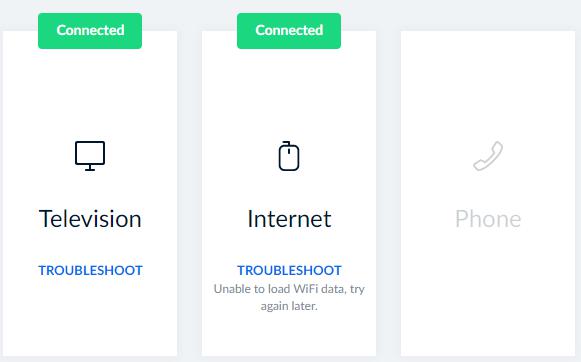 Connected
Television
TROUBLESHOOT
Connected
Internet
TROUBLESHOOT
Unable to load WiFi data, try
again later.
Phone